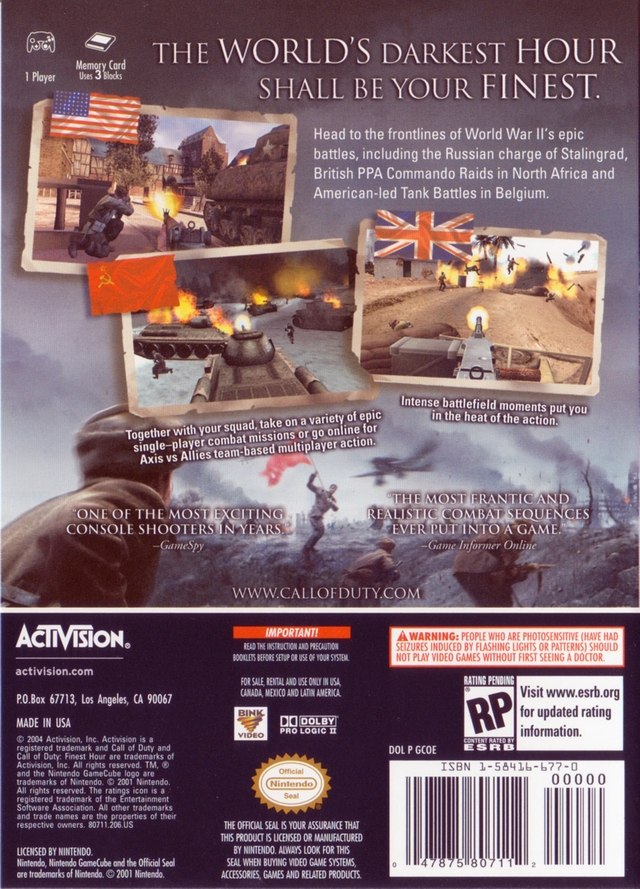 1 Player
Memory Card
Uses 3 Blocks
THE WORLD'S DARKEST HOUR
SHALL BE YOUR FINEST.
Head to the frontlines of World War II's epic
battles, including the Russian charge of Stalingrad,
British PPA Commando Raids in North Africa and
American-led Tank Battles in Belgium.
Together with your squad, take on a variety of epic
single-player combat missions or go online for
Axis vs Allies team-based multiplayer action.
Intense battlefield moments put you
in the heat of the action.
"ONE OF THE MOST EXCITING
CONSOLE SHOOTERS IN YEARS."
–GameSpy
"THE MOST FRANTIC AND
REALISTIC COMBAT SEQUENCES
EVER PUT INTO A GAME."
–Game Informer Online
WWW.CALLOFDUTY.COM
ACTIVISION®
activision.com
P.O.Box 67713, Los Angeles, CA 90067
MADE IN USA
© 2004 Activision, Inc. Activision is a
registered trademark and Call of Duty and
Call of Duty: Finest Hour are trademarks of
Activision, Inc. All rights reserved. TM, ®
and the Nintendo GameCube logo are
trademarks of Nintendo. © 2001 Nintendo.
All rights reserved. The ratings icon is a
registered trademark of the Entertainment
Software Association. All other trademarks
and trade names are the properties of their
respective owners. 80711.206.US
LICENSED BY NINTENDO.
Nintendo, Nintendo GameCube and the Official Seal
are trademarks of Nintendo. © 2001 Nintendo.
IMPORTANT!
READ THE INSTRUCTION AND PRECAUTION
BOOKLETS BEFORE SETUP OR USE OF YOUR SYSTEM.
FOR SALE, RENTAL AND USE ONLY IN USA,
CANADA, MEXICO AND LATIN AMERICA.
BINK
VIDEO
DOLBY
PRO LOGIC II
Official
Nintendo
Seal
THE OFFICIAL SEAL IS YOUR ASSURANCE THAT
THIS PRODUCT IS LICENSED OR MANUFACTURED
BY NINTENDO. ALWAYS LOOK FOR THIS
SEAL WHEN BUYING VIDEO GAME SYSTEMS,
ACCESSORIES, GAMES AND RELATED PRODUCTS.
WARNING: PEOPLE WHO ARE PHOTOSENSITIVE (HAVE HAD
SEIZURES INDUCED BY FLASHING LIGHTS OR PATTERNS) SHOULD
NOT PLAY VIDEO GAMES WITHOUT FIRST SEEING A DOCTOR.
RATING PENDING
RP
CONTENT RATED BY
ESRB
Visit www.esrb.org
for updated rating
information.
DOL P GCOE
ISBN 1-58416-677-0
00000
0 47875 80711 2